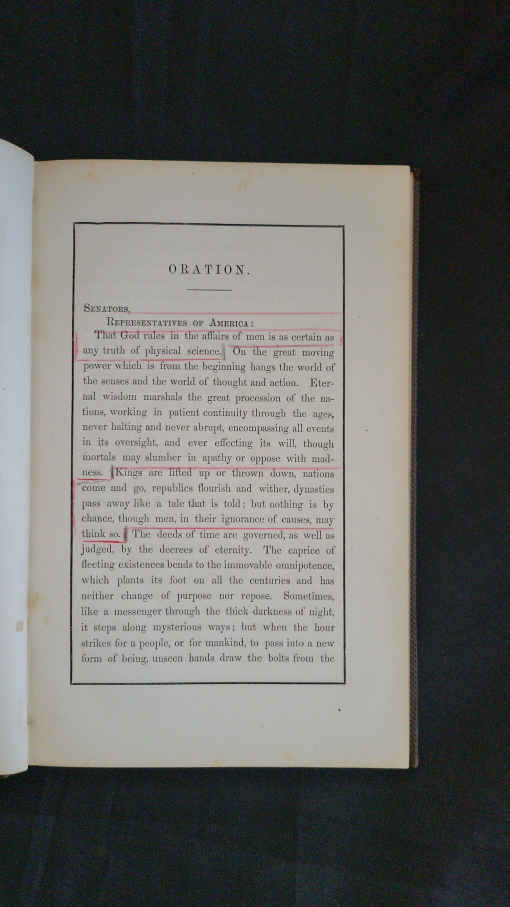 ORATION.
SENATORS,
REPRESENTATIVES OF AMERICA:
That God rules in the affairs of men is as certain as
any truth of physical science. On the great moving
power which is from the beginning hangs the world of
the senses and the world of thought and action. Eter-
nal wisdom marshals the great procession of the na-
tions, working in patient continuity through the ages,
never halting and never abrupt, encompassing all events
in its oversight, and ever effecting its will, though
mortals may slumber in apathy or oppose with mad-
ness. Kings are lifted up or thrown down, nations
come and go, republics flourish and wither, dynasties
pass away like a tale that is told; but nothing is by
chance, though men, in their ignorance of causes, may
think so. The deeds of time are governed, as well as
judged, by the decrees of eternity. The caprice of
fleeting existences bends to the immovable omnipotence,
which plants its foot on all the centuries and has
neither change of purpose nor repose. Sometimes,
like a messenger through the thick darkness of night,
it steps along mysterious ways; but when the hour
strikes for a people, or for mankind, to pass into a new
form of being, unseen hands draw the bolts from the